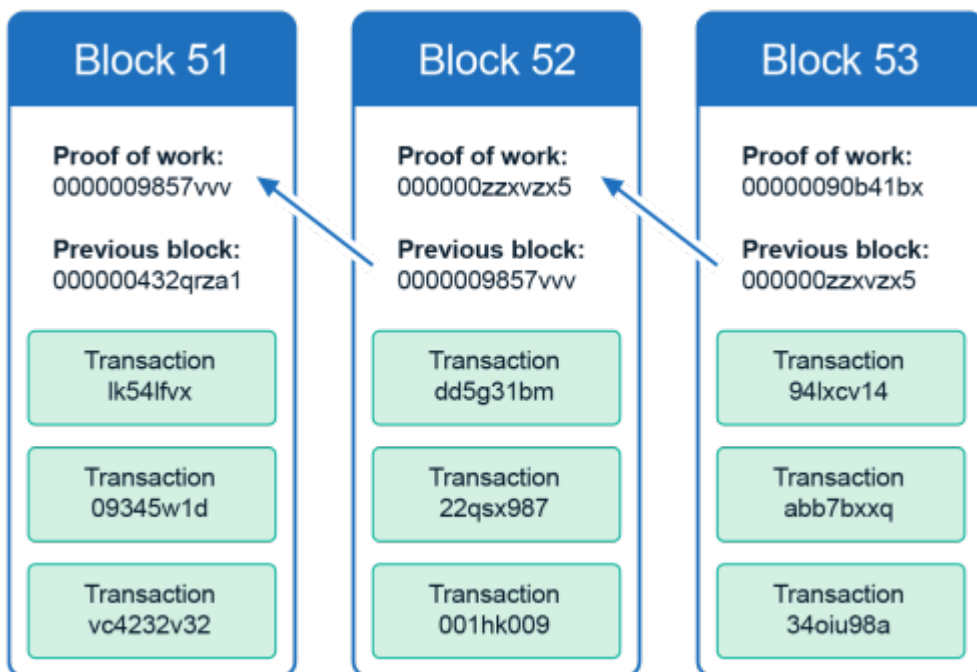 Block 51
Proof of work:
0000009857vvv
Previous block:
000000432qrza1
Transaction
lk54lfvx
Transaction
09345w1d
Transaction
vc4232v32
Block 52
Proof of work:
000000zzxvzx5
Previous block:
0000009857vvv
Transaction
dd5g31bm
Transaction
22qsx987
Transaction
001hk009
Block 53
Proof of work:
00000090b41bx
Previous block:
000000zzxvzx5
Transaction
94lxcv14
Transaction
abb7bxxq
Transaction
34oiu98a